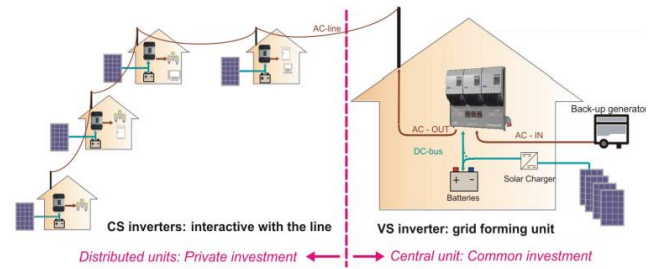 AC-line
Back-up generator
AC - OUT
AC - IN
DC-bus
Solar Charger
+ -
Batteries
CS inverters: interactive with the line
VS inverter: grid forming unit
Distributed units: Private investment
Central unit: Common investment